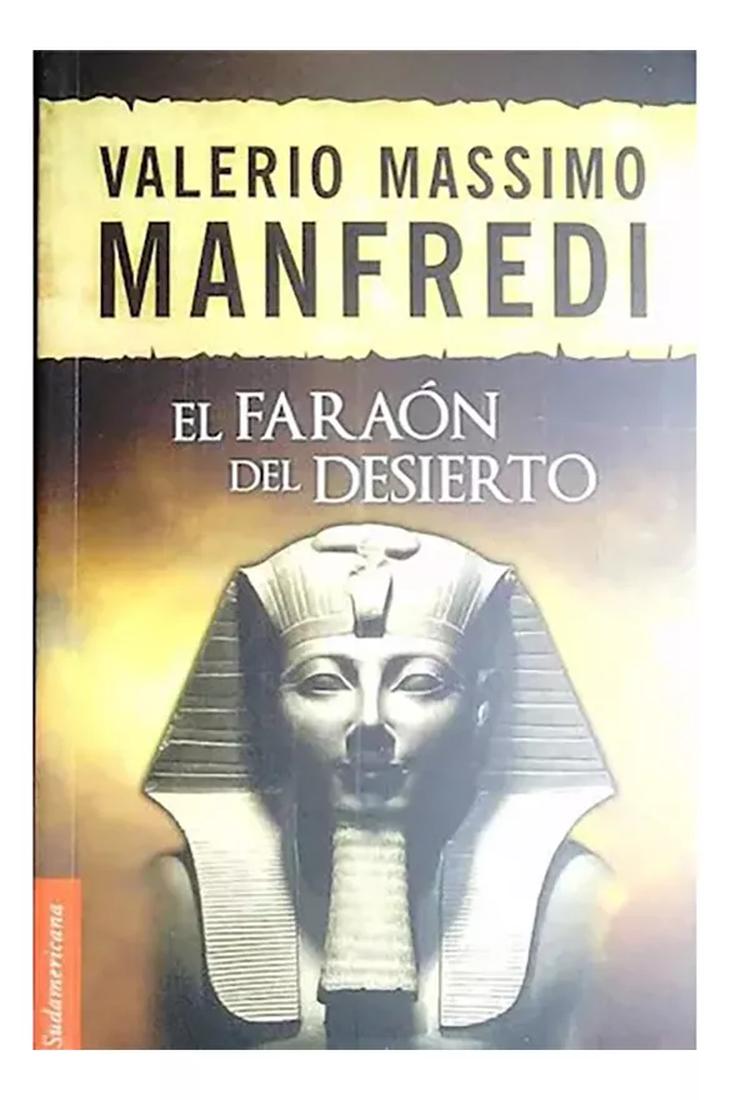 VALERIO MASSIMO
MANFREDI
EL FARAÓN
DEL DESIERTO
Sudamericana